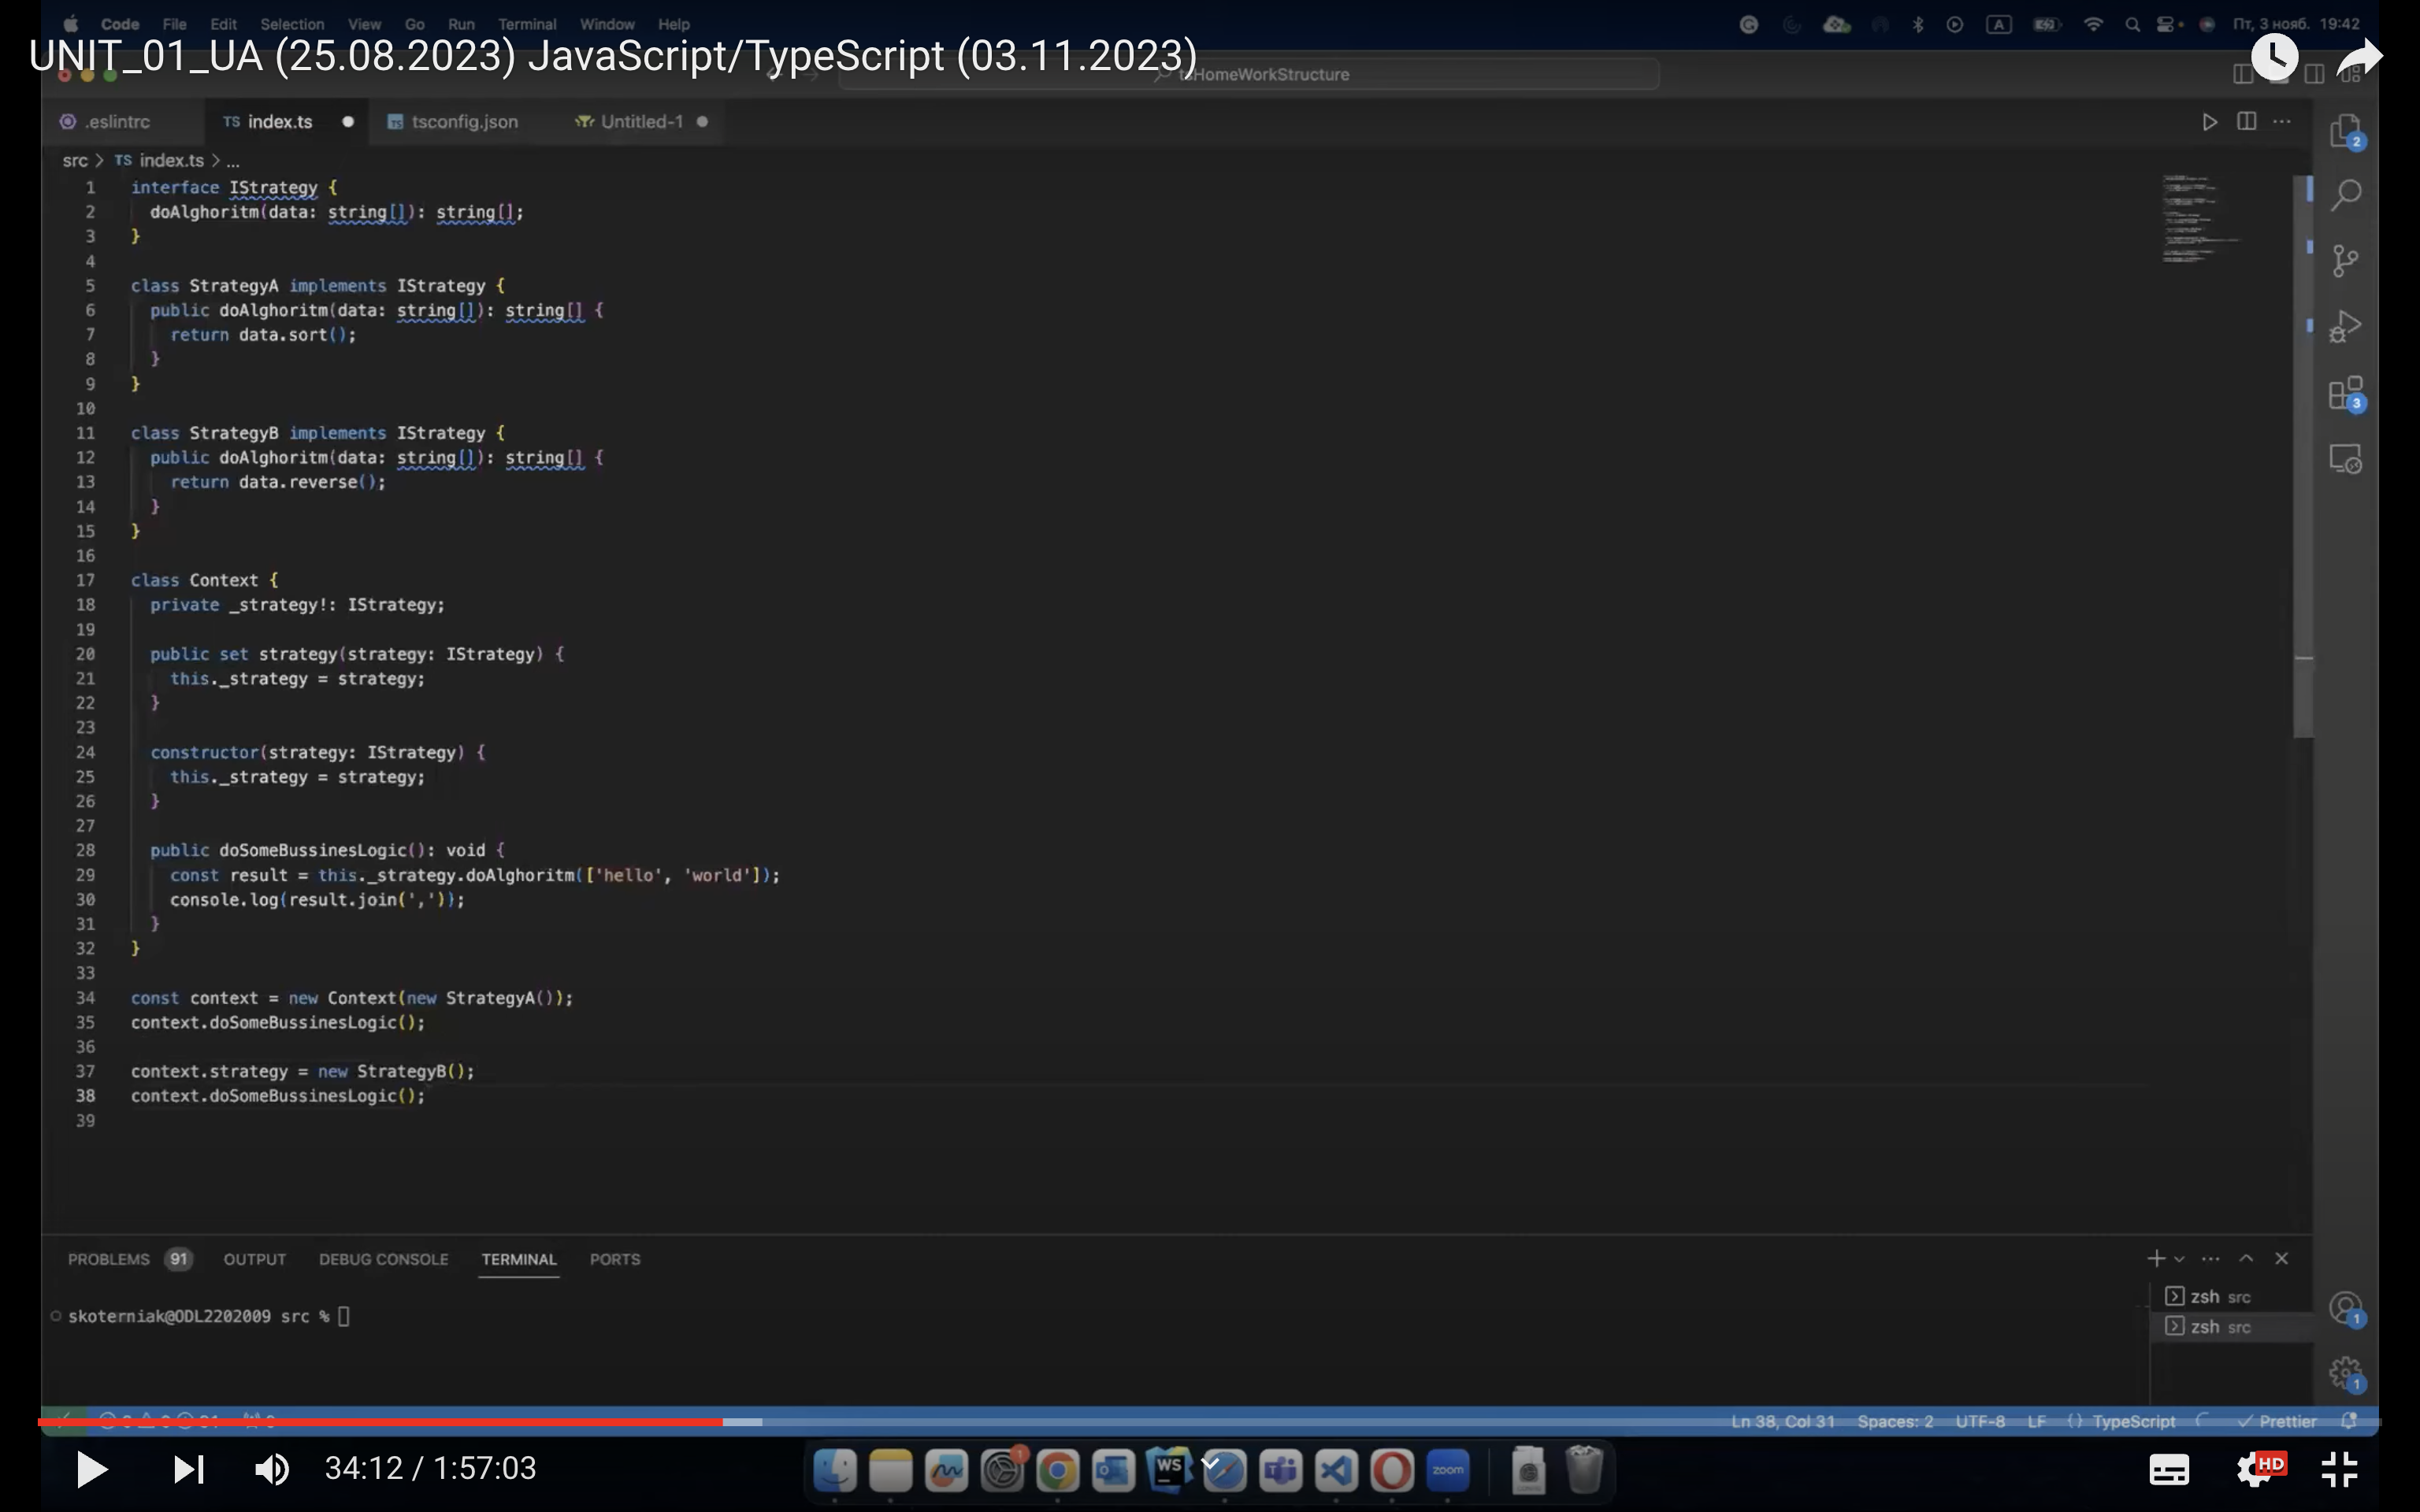 Code File Edit Selection View Go Run Terminal Window Help
A Пт, 3 нояб. 19:42
UNIT_01_UA (25.08.2023) JavaScript/TypeScript (03.11.2023)
tsHomeWorkStructure
.eslintrc TS index.ts TS tsconfig.json Untitled-1
src > TS index.ts > ...
1 interface IStrategy {
2 doAlghoritm(data: string[]): string[];
3 }
4
5 class StrategyA implements IStrategy {
6 public doAlghoritm(data: string[]): string[] {
7 return data.sort();
8 }
9 }
10
11 class StrategyB implements IStrategy {
12 public doAlghoritm(data: string[]): string[] {
13 return data.reverse();
14 }
15 }
16
17 class Context {
18 private _strategy!: IStrategy;
19
20 public set strategy(strategy: IStrategy) {
21 this._strategy = strategy;
22 }
23
24 constructor(strategy: IStrategy) {
25 this._strategy = strategy;
26 }
27
28 public doSomeBussinesLogic(): void {
29 const result = this._strategy.doAlghoritm(['hello', 'world']);
30 console.log(result.join(','));
31 }
32 }
33
34 const context = new Context(new StrategyA());
35 context.doSomeBussinesLogic();
36
37 context.strategy = new StrategyB();
38 context.doSomeBussinesLogic();
39
2
3
PROBLEMS 91 OUTPUT DEBUG CONSOLE TERMINAL PORTS
skoterniak@ODL2202009 src %
zsh src
zsh src
1
1
Ln 38, Col 31 Spaces: 2 UTF-8 LF {} TypeScript Prettier
34:12 / 1:57:03
1 WS zoom
HD